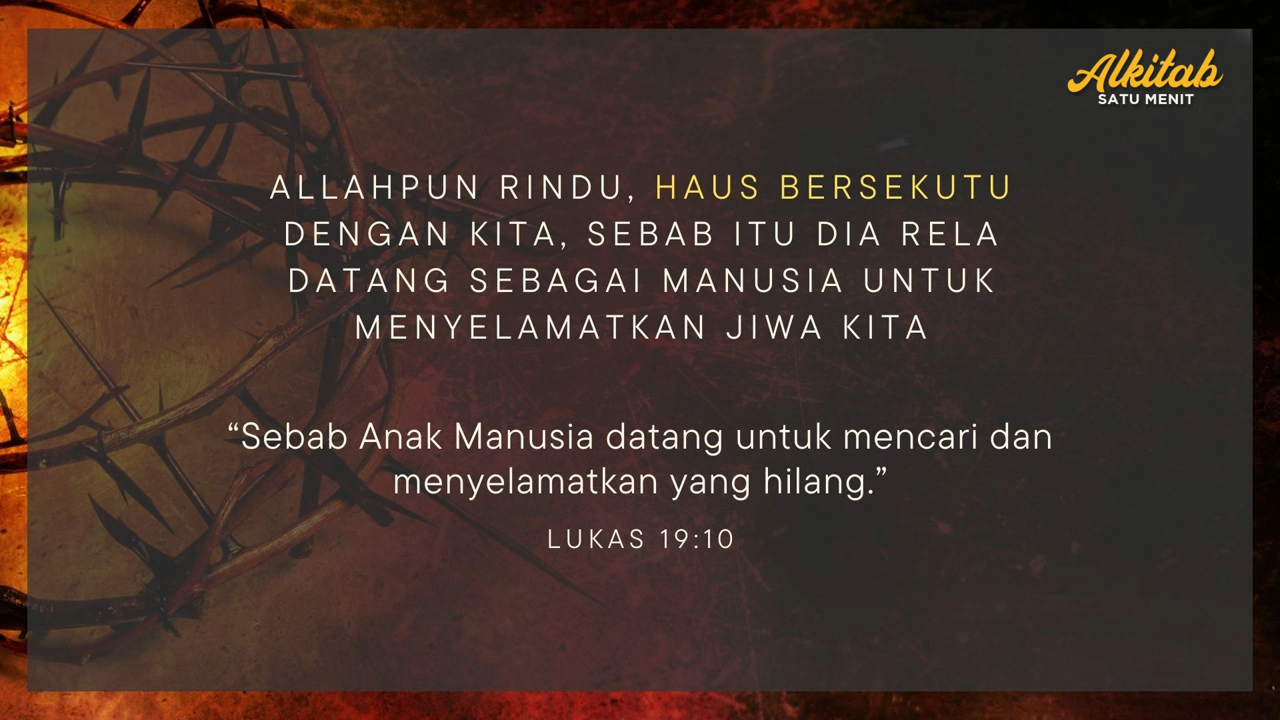 Alkitab
SATU MENIT
ALLAHPUN RINDU, HAUS BERSEKUTU
DENGAN KITA, SEBAB ITU DIA RELA
DATANG SEBAGAI MANUSIA UNTUK
MENYELAMATKAN JIWA KITA
“Sebab Anak Manusia datang untuk mencari dan
menyelamatkan yang hilang.”
LUKAS 19:10